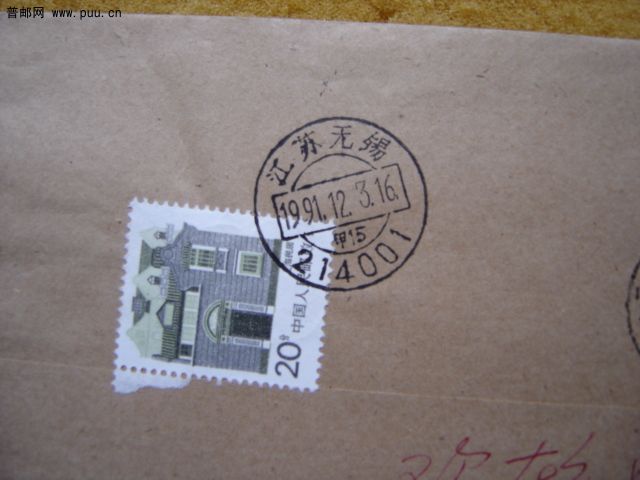 普邮网 www.puu.cn
江苏无锡
1991.12.3.16.
甲15
214001
中国人民邮政
20分